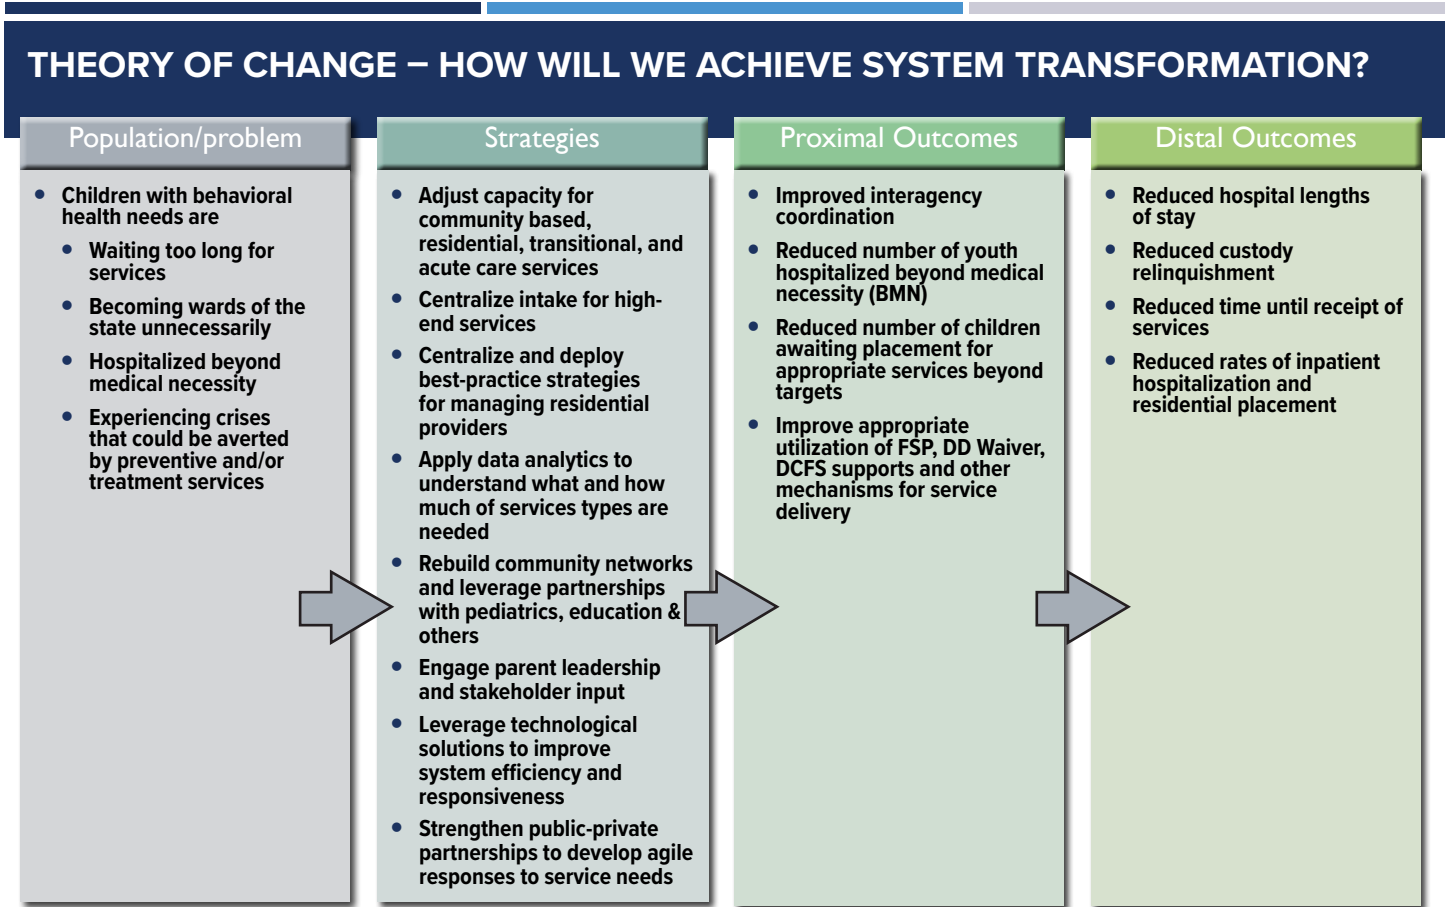 THEORY OF CHANGE – HOW WILL WE ACHIEVE SYSTEM TRANSFORMATION?
Population/problem
• Children with behavioral
health needs are
• Waiting too long for
services
• Becoming wards of the
state unnecessarily
• Hospitalized beyond
medical necessity
• Experiencing crises
that could be averted
by preventive and/or
treatment services
Strategies
• Adjust capacity for
community based,
residential, transitional, and
acute care services
• Centralize intake for high-
end services
• Centralize and deploy
best-practice strategies
for managing residential
providers
• Apply data analytics to
understand what and how
much of services types are
needed
• Rebuild community networks
and leverage partnerships
with pediatrics, education &
others
• Engage parent leadership
and stakeholder input
• Leverage technological
solutions to improve
system efficiency and
responsiveness
• Strengthen public-private
partnerships to develop agile
responses to service needs
Proximal Outcomes
• Improved interagency
coordination
• Reduced number of youth
hospitalized beyond medical
necessity (BMN)
• Reduced number of children
awaiting placement for
appropriate services beyond
targets
• Improve appropriate
utilization of FSP, DD Waiver,
DCFS supports and other
mechanisms for service
delivery
Distal Outcomes
• Reduced hospital lengths
of stay
• Reduced custody
relinquishment
• Reduced time until receipt of
services
• Reduced rates of inpatient
hospitalization and
residential placement